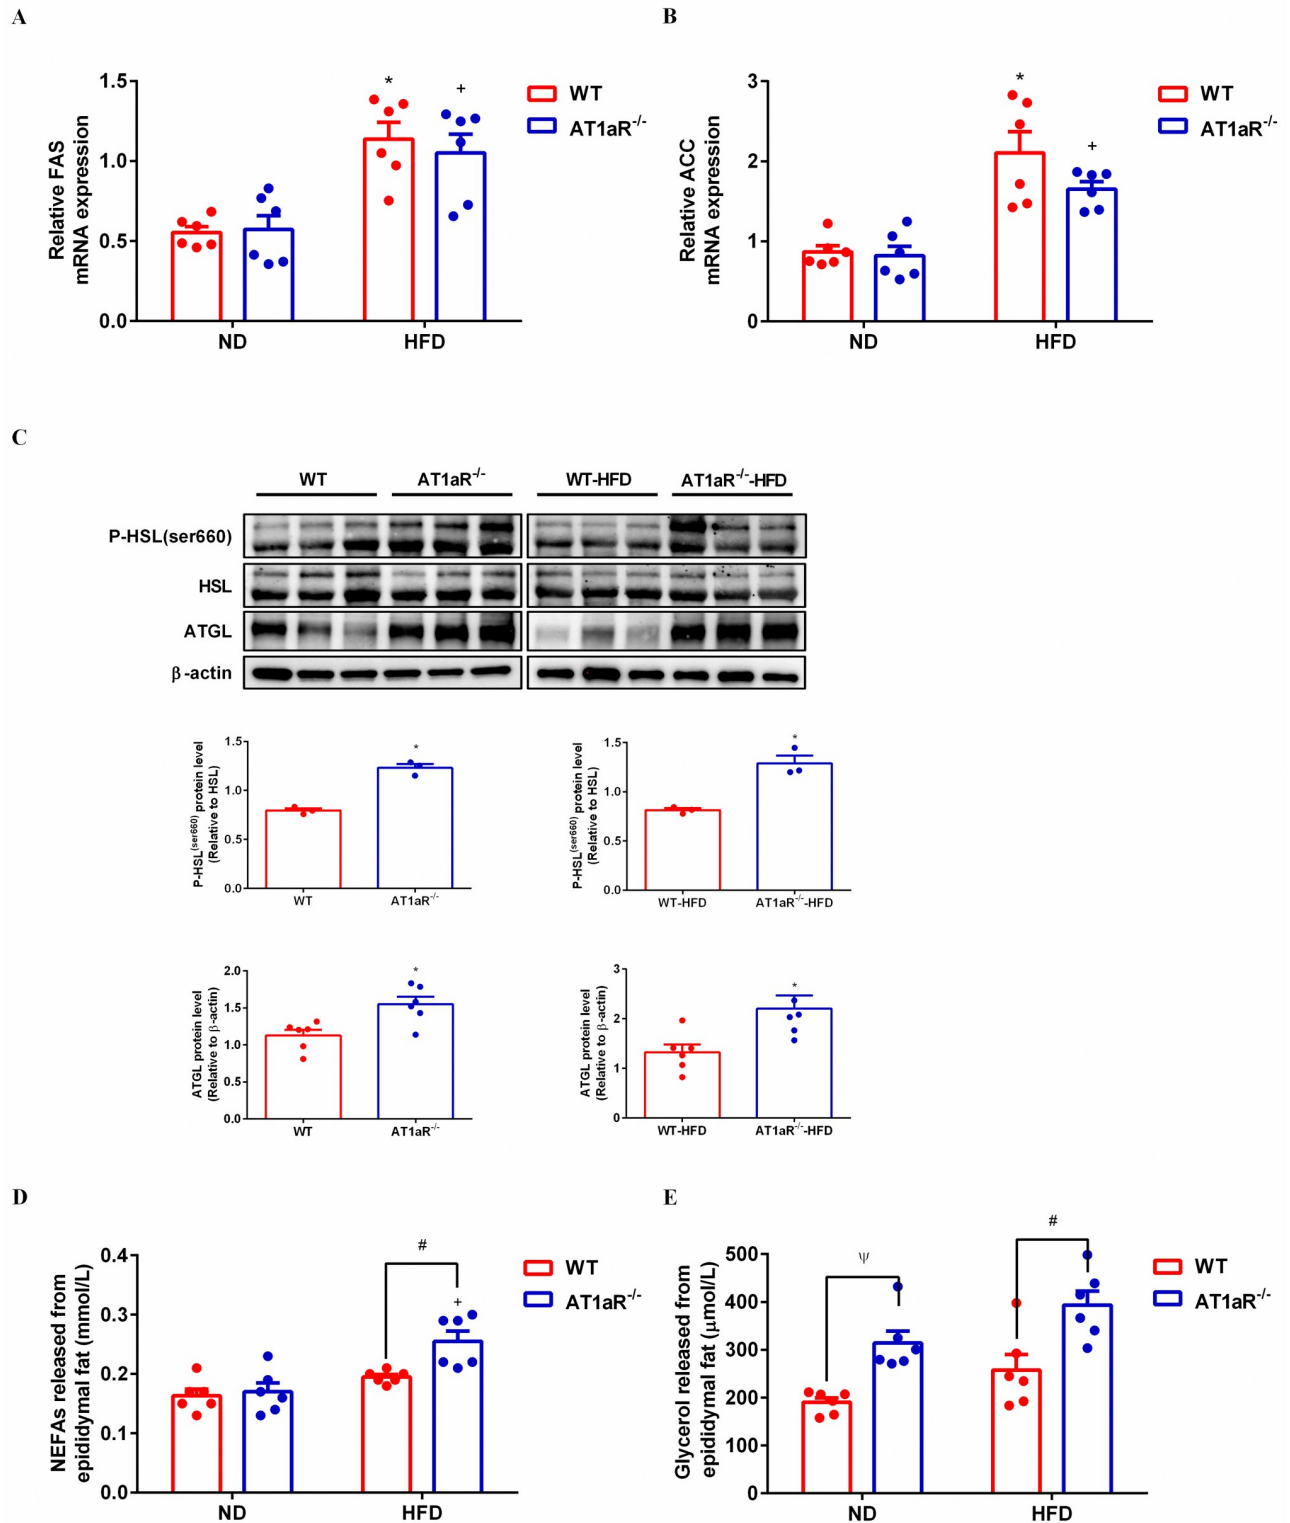 A
B
Relative FAS
mRNA expression
1.5
1.0
0.5
0.0
*
+
ND
HFD
WT
AT1aR-/-
Relative ACC
mRNA expression
3
2
1
0
*
+
ND
HFD
WT
AT1aR-/-
C
WT
AT1aR-/-
WT-HFD
AT1aR-/--HFD
P-HSL(ser660)
HSL
ATGL
β-actin
P-HSL(ser660) protein level
(Relative to HSL)
1.5
1.0
0.5
0.0
*
WT
AT1aR-/-
P-HSL(ser660) protein level
(Relative to HSL)
1.5
1.0
0.5
0.0
*
WT-HFD
AT1aR-/--HFD
ATGL protein level
(Relative to β-actin)
2.0
1.5
1.0
0.5
0.0
*
WT
AT1aR-/-
ATGL protein level
(Relative to β-actin)
3
2
1
0
*
WT-HFD
AT1aR-/--HFD
D
E
NEFAs released from
epididymal fat (mmol/L)
0.4
0.3
0.2
0.1
0.0
#
+
ND
HFD
WT
AT1aR-/-
Glycerol released from
epididymal fat (μmol/L)
500
400
300
200
100
0
ψ
#
ND
HFD
WT
AT1aR-/-